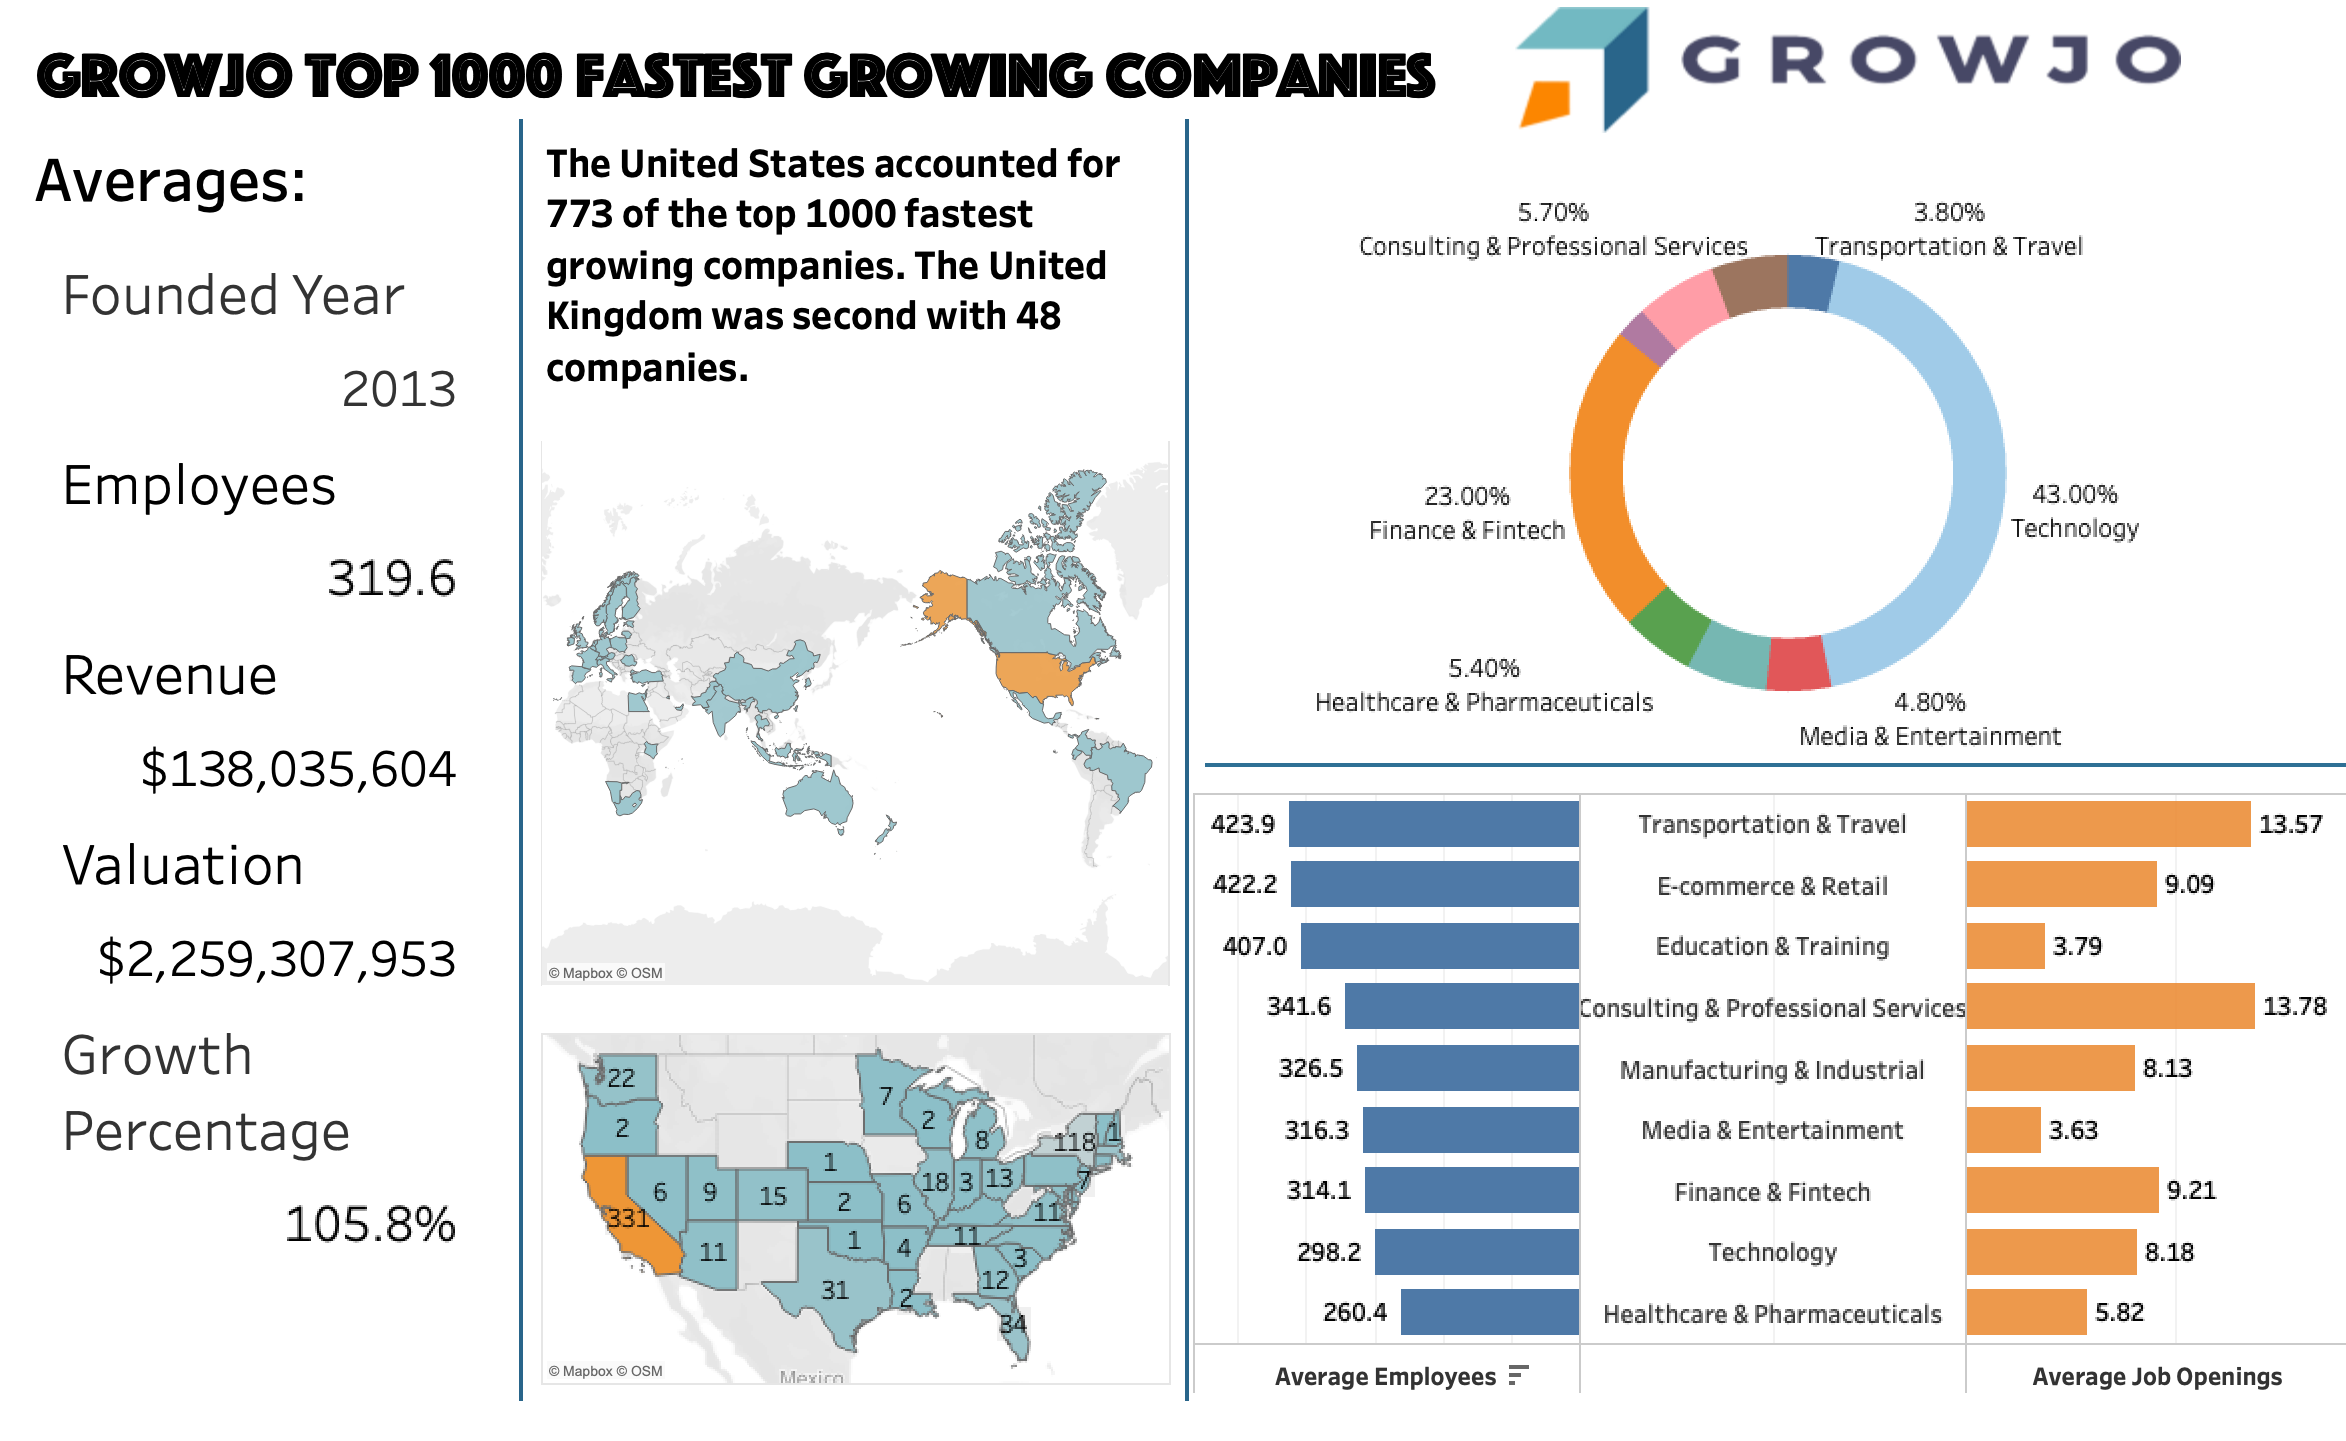 GROWJO TOP 1000 FASTEST GROWING COMPANIES
GROWJO
Averages:
Founded Year
2013
Employees
319.6
Revenue
$138,035,604
Valuation
$2,259,307,953
Growth
Percentage
105.8%
The United States accounted for
773 of the top 1000 fastest
growing companies. The United
Kingdom was second with 48
companies.
© Mapbox © OSM
22
7
2
2
8
118
1
1
6
9
15
2
6
18
3
13
7
331
11
11
1
4
11
3
31
2
12
34
Mexico
© Mapbox © OSM
5.70%
Consulting & Professional Services
3.80%
Transportation & Travel
23.00%
Finance & Fintech
43.00%
Technology
5.40%
Healthcare & Pharmaceuticals
4.80%
Media & Entertainment
423.9 Transportation & Travel 13.57
422.2 E-commerce & Retail 9.09
407.0 Education & Training 3.79
341.6 Consulting & Professional Services 13.78
326.5 Manufacturing & Industrial 8.13
316.3 Media & Entertainment 3.63
314.1 Finance & Fintech 9.21
298.2 Technology 8.18
260.4 Healthcare & Pharmaceuticals 5.82
Average Employees
Average Job Openings